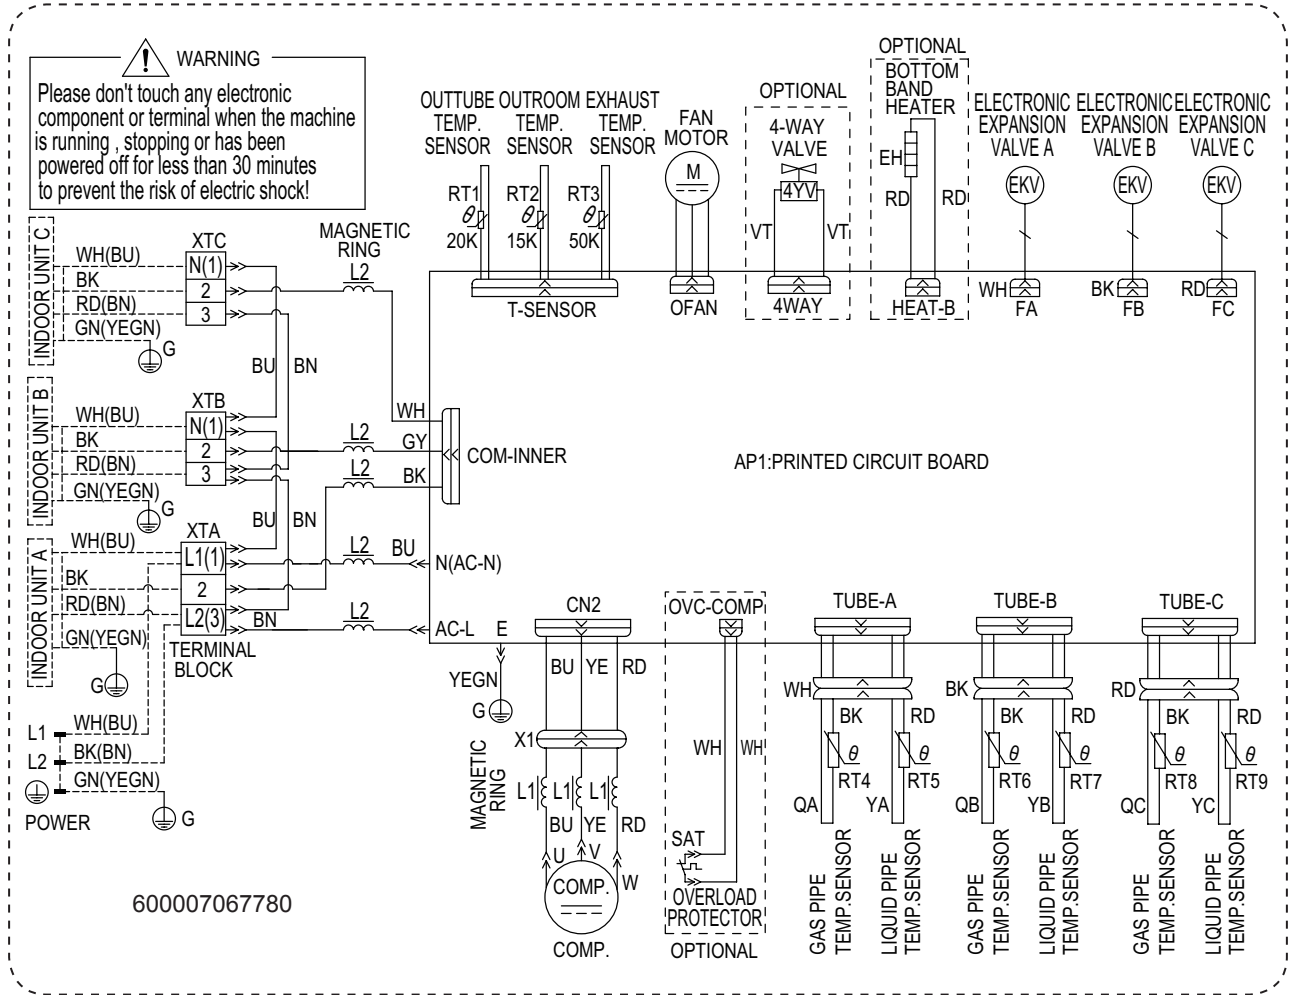 WARNING
Please don't touch any electronic
component or terminal when the machine
is running , stopping or has been
powered off for less than 30 minutes
to prevent the risk of electric shock!
OUTTUBE
TEMP.
SENSOR
OUTROOM
TEMP.
SENSOR
EXHAUST
TEMP.
SENSOR
FAN
MOTOR
OPTIONAL
4-WAY
VALVE
OPTIONAL
BOTTOM
BAND
HEATER
ELECTRONIC
EXPANSION
VALVE A
ELECTRONIC
EXPANSION
VALVE B
ELECTRONIC
EXPANSION
VALVE C
RT1
θ
20K
RT2
θ
15K
RT3
θ
50K
M
4YV
VT
VT
EH
RD
RD
EKV
EKV
EKV
T-SENSOR
OFAN
4WAY
HEAT-B
WH
FA
BK
FB
RD
FC
INDOOR UNIT C
WH(BU)
BK
RD(BN)
GN(YEGN)
G
XTC
N(1)
2
3
MAGNETIC
RING
L2
BU
BN
INDOOR UNIT B
WH(BU)
BK
RD(BN)
GN(YEGN)
G
XTB
N(1)
2
3
L2
L2
WH
GY
BK
COM-INNER
AP1:PRINTED CIRCUIT BOARD
BU
BN
INDOOR UNIT A
WH(BU)
BK
RD(BN)
GN(YEGN)
G
XTA
L1(1)
2
L2(3)
TERMINAL
BLOCK
L2
BU
N(AC-N)
BN
L2
AC-L
E
YEGN
G
L1
WH(BU)
L2
BK(BN)
GN(YEGN)
G
POWER
CN2
BU
YE
RD
X1
MAGNETIC
RING
L1
L1
L1
BU
YE
RD
U
V
W
COMP.
COMP.
OVC-COMP
WH
WH
SAT
OVERLOAD
PROTECTOR
OPTIONAL
TUBE-A
WH
BK
RD
θ
RT4
θ
RT5
QA
YA
GAS PIPE
TEMP.SENSOR
LIQUID PIPE
TEMP.SENSOR
TUBE-B
BK
BK
RD
θ
RT6
θ
RT7
QB
YB
GAS PIPE
TEMP.SENSOR
LIQUID PIPE
TEMP.SENSOR
TUBE-C
RD
BK
RD
θ
RT8
θ
RT9
QC
YC
GAS PIPE
TEMP.SENSOR
LIQUID PIPE
TEMP.SENSOR
600007067780